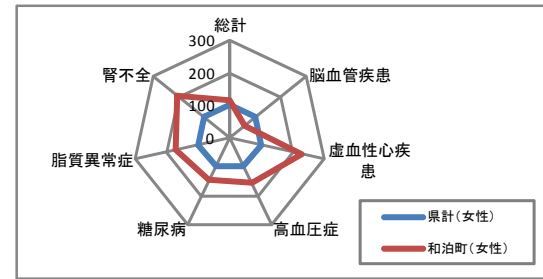 総計
300
200
100
0
脳血管疾患
虚血性心疾
患
高血圧症
糖尿病
脂質異常症
腎不全
県計(女性)
和泊町(女性)